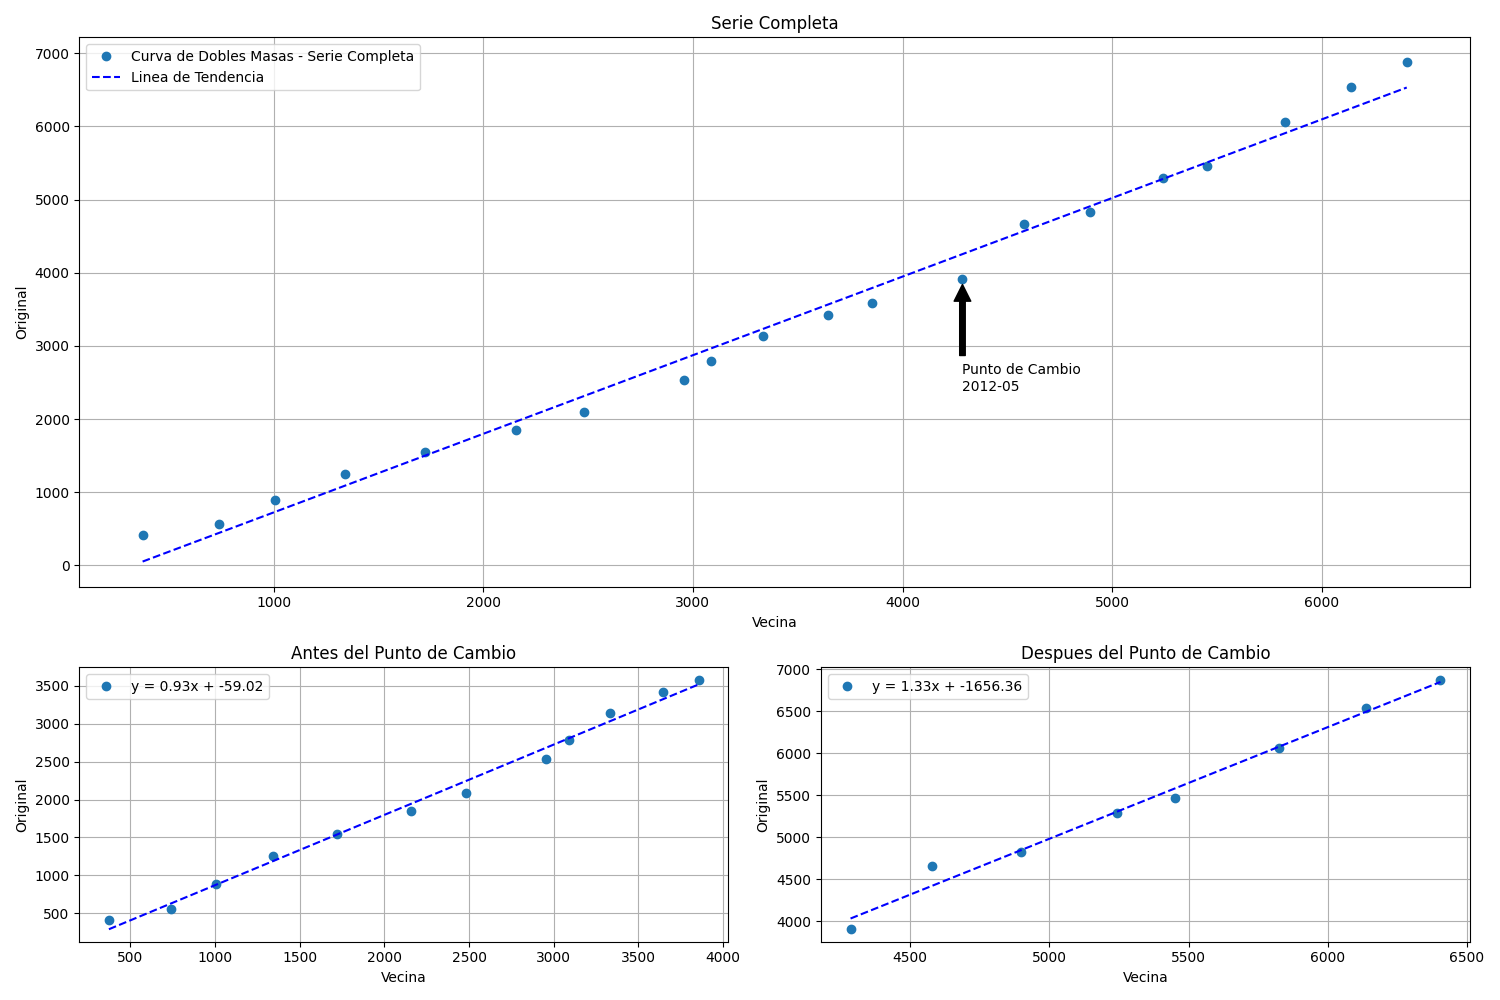 Serie Completa
Curva de Dobles Masas - Serie Completa
Linea de Tendencia
7000
6000
5000
4000
3000
2000
1000
0
Original
Punto de Cambio
2012-05
1000 2000 3000 4000 5000 6000
Vecina
Antes del Punto de Cambio
y = 0.93x + -59.02
3500
3000
2500
2000
1500
1000
500
Original
500 1000 1500 2000 2500 3000 3500 4000
Vecina
Despues del Punto de Cambio
y = 1.33x + -1656.36
7000
6500
6000
5500
5000
4500
4000
Original
4500 5000 5500 6000 6500
Vecina